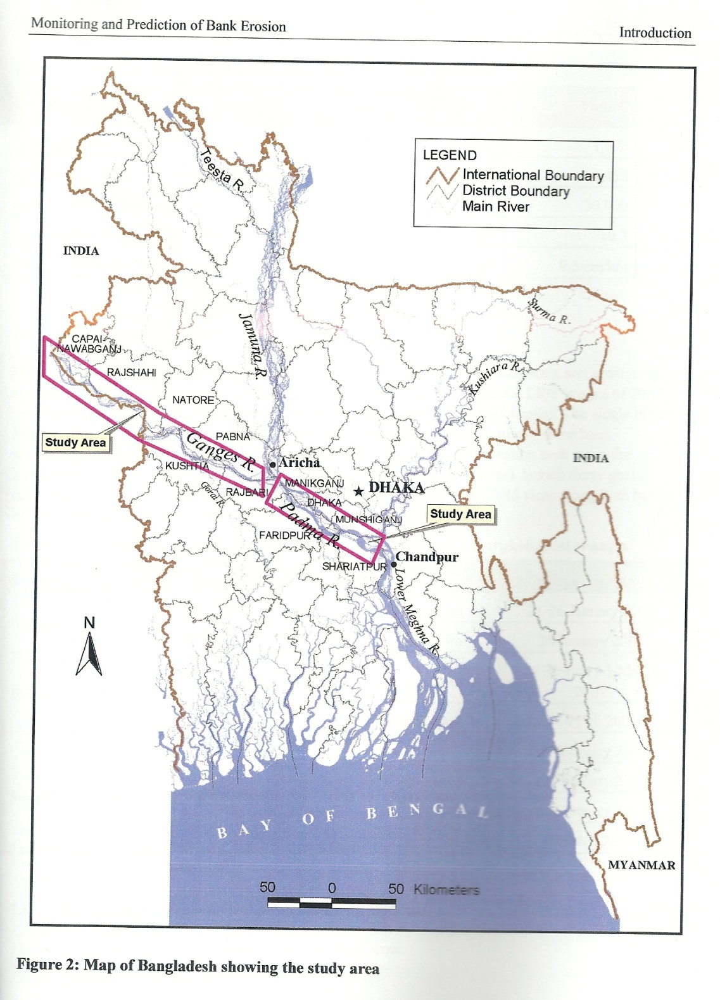 Monitoring and Prediction of Bank Erosion
Introduction
LEGEND
International Boundary
District Boundary
Main River
Teesta R.
INDIA
Surma R.
Jamuna R.
CAPAI-
NAWABGANJ
RAJSHAHI
Kushiara R.
NATORE
Study Area
PABNA
Ganges R.
INDIA
KUSHTIA
Aricha
Gorai R.
MANIKGANJ
DHAKA
RAJBARI
DHAKA
Padma R.
MUNSHIGANJ
Study Area
FARIDPUR
Chandpur
SHARIATPUR
Lower Meghna R.
N
BAY OF BENGAL
MYANMAR
50 0 50 Kilometers
Figure 2: Map of Bangladesh showing the study area